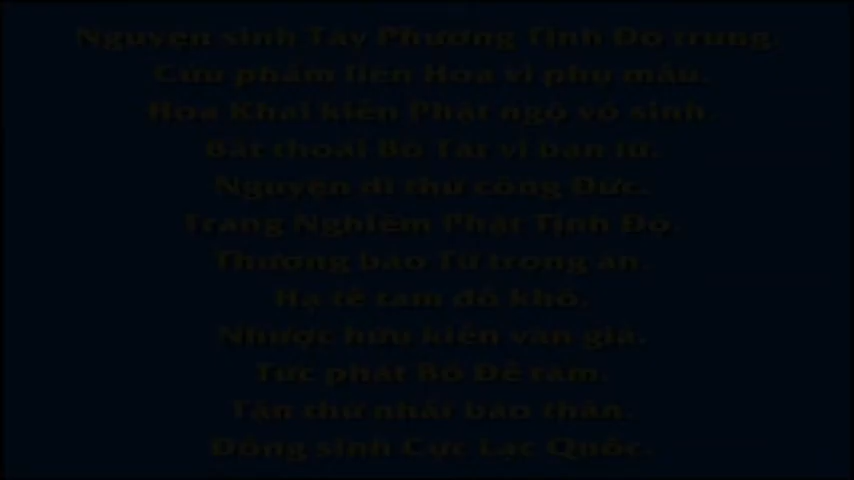 Nguyện sinh Tây Phương Tịnh Độ trung.
Cửu phẩm liên Hoa vi phụ mẫu.
Hoa Khai kiến Phật ngộ vô sinh.
Bất thoái Bồ Tát vi bạn lữ.
Nguyện dĩ thử công Đức.
Trang Nghiêm Phật Tịnh Độ.
Thượng báo Tứ trọng ân.
Hạ tế tam đồ khổ.
Nhược hữu kiến văn giả.
Tức phát Bồ Đề tâm.
Tận thử nhất báo thân.
Đồng sinh Cực Lạc Quốc.